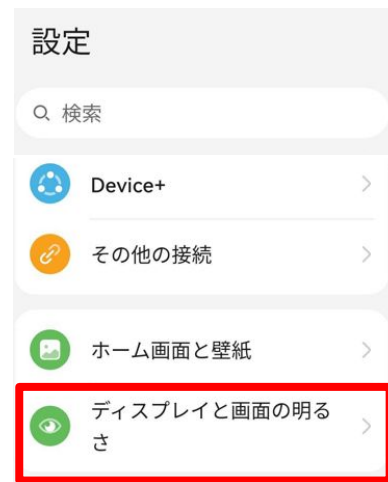 設定
検索
Device+
その他の接続
ホーム画面と壁紙
ディスプレイと画面の明る
さ